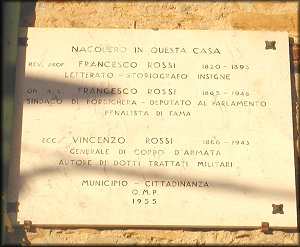 NACQUERO IN QUESTA CASA
REV. PROF. FRANCESCO ROSSI 1820 - 1895
LETTERATO - STORIOGRAFO INSIGNE
ON. AVV. FRANCESCO ROSSI 1863 - 1946
SINDACO DI BORDIGHERA - DEPUTATO AL PARLAMENTO
PENALISTA DI FAMA
ECC. VINCENZO ROSSI 1866 - 1943
GENERALE DI CORPO D'ARMATA
AUTORE DI DOTTI TRATTATI MILITARI
MUNICIPIO - CITTADINANZA
Q. M. P.
1955